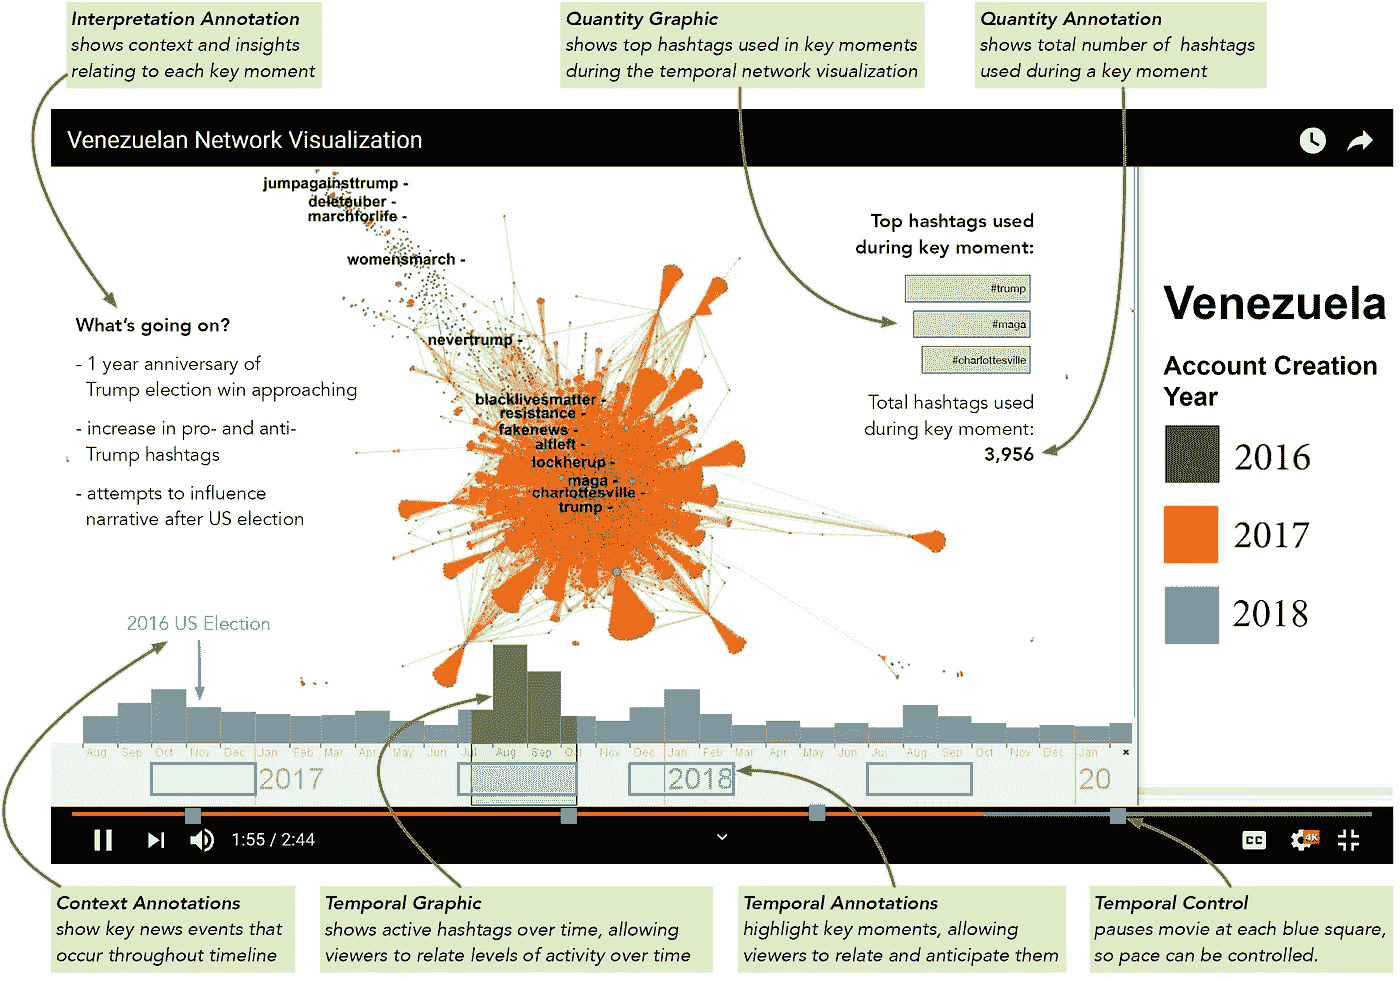 Interpretation Annotation
shows context and insights
relating to each key moment
Quantity Graphic
shows top hashtags used in key moments
during the temporal network visualization
Quantity Annotation
shows total number of hashtags
used during a key moment
Venezuelan Network Visualization
jumpagainsttrump -
deleteuber -
marchforlife -
womensmarch -
nevertrump -
blacklivesmatter -
resistance -
fakenews -
altleft -
lockherup -
maga -
charlottesville -
trump -
What's going on?
- 1 year anniversary of
Trump election win approaching
- increase in pro- and anti-
Trump hashtags
- attempts to influence
narrative after US election
Top hashtags used
during key moment:
#trump
#maga
#charlottesville
Total hashtags used
during key moment:
3,956
Venezuela
Account Creation
Year
2016
2017
2018
2016 US Election
Aug Sep Oct Nov Dec Jan Feb Mar Apr May Jun Jul Aug Sep Oct Nov Dec Jan Feb Mar Apr May Jun Jul Aug Sep Oct Nov Dec Jan
2017 2018 20
1:55 / 2:44
CC
4K
Context Annotations
show key news events that
occur throughout timeline
Temporal Graphic
shows active hashtags over time, allowing
viewers to relate levels of activity over time
Temporal Annotations
highlight key moments, allowing
viewers to relate and anticipate them
Temporal Control
pauses movie at each blue square,
so pace can be controlled.